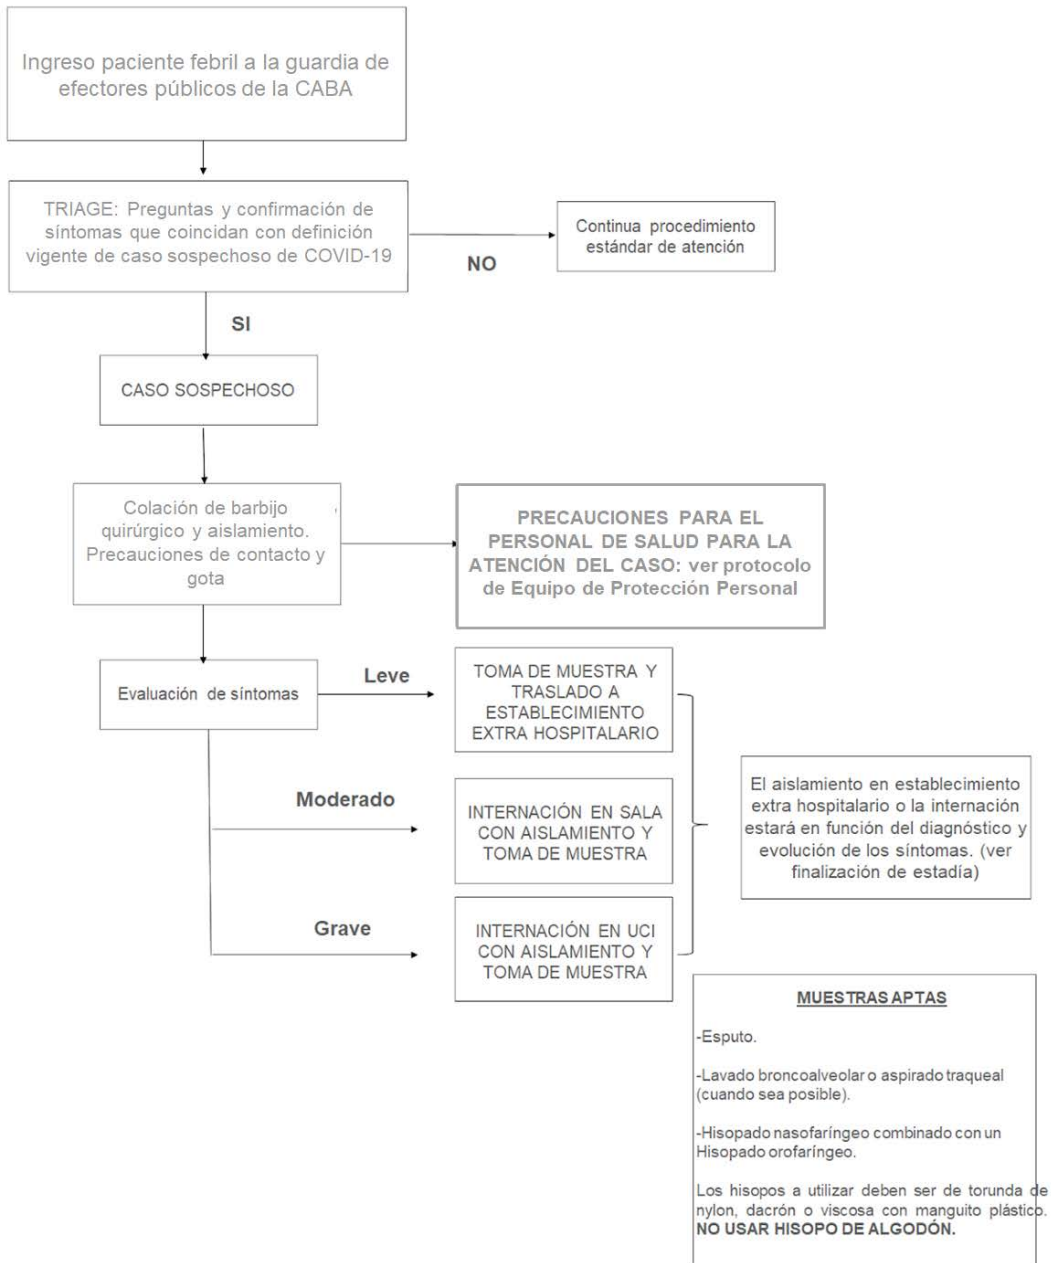 Ingreso paciente febril a la guardia de
efectores públicos de la CABA
TRIAGE: Preguntas y confirmación de
síntomas que coincidan con definición
vigente de caso sospechoso de COVID-19
NO
Continua procedimiento
estándar de atención
SI
CASO SOSPECHOSO
Colación de barbijo
quirúrgico y aislamiento.
Precauciones de contacto y
gota
PRECAUCIONES PARA EL
PERSONAL DE SALUD PARA LA
ATENCIÓN DEL CASO: ver protocolo
de Equipo de Protección Personal
Evaluación de síntomas
Leve
TOMA DE MUESTRA Y
TRASLADO A
ESTABLECIMIENTO
EXTRA HOSPITALARIO
Moderado
INTERNACIÓN EN SALA
CON AISLAMIENTO Y
TOMA DE MUESTRA
Grave
INTERNACIÓN EN UCI
CON AISLAMIENTO Y
TOMA DE MUESTRA
El aislamiento en establecimiento
extra hospitalario o la internación
estará en función del diagnóstico y
evolución de los síntomas. (ver
finalización de estadía)
MUESTRAS APTAS
-Esputo.
-Lavado broncoalveolar o aspirado traqueal
(cuando sea posible).
-Hisopado nasofaríngeo combinado con un
Hisopado orofaríngeo.
Los hisopos a utilizar deben ser de torunda de
nylon, dacrón o viscosa con manguito plástico.
NO USAR HISOPO DE ALGODÓN.